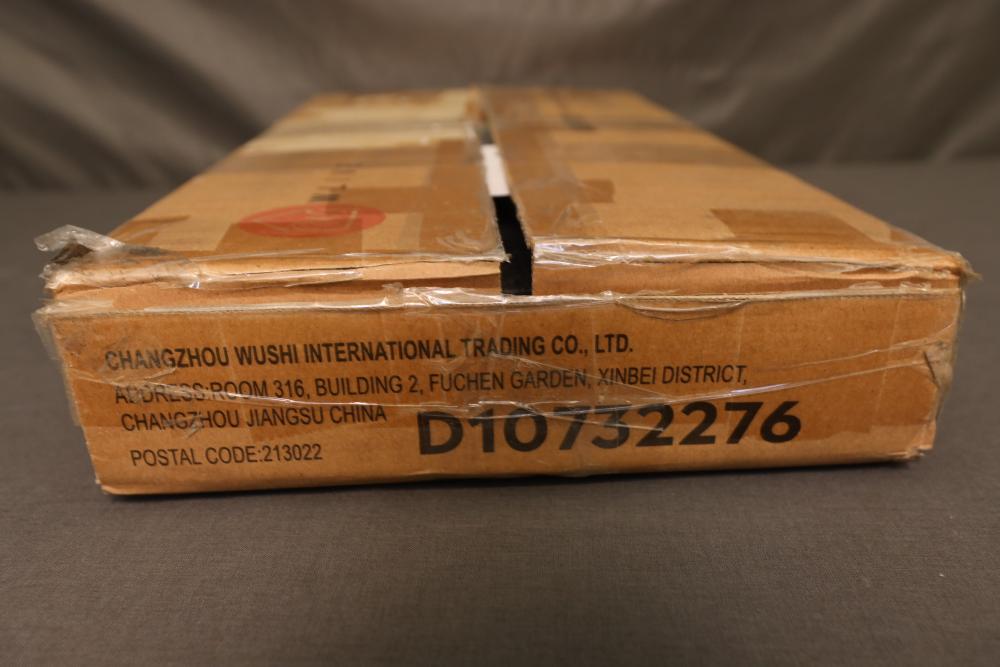 CHANGZHOU WUSHI INTERNATIONAL TRADING CO., LTD.
ADDRESS:ROOM 316, BUILDING 2, FUCHEN GARDEN, XINBEI DISTRICT,
CHANGZHOU JIANGSU CHINA
POSTAL CODE:213022
D10732276